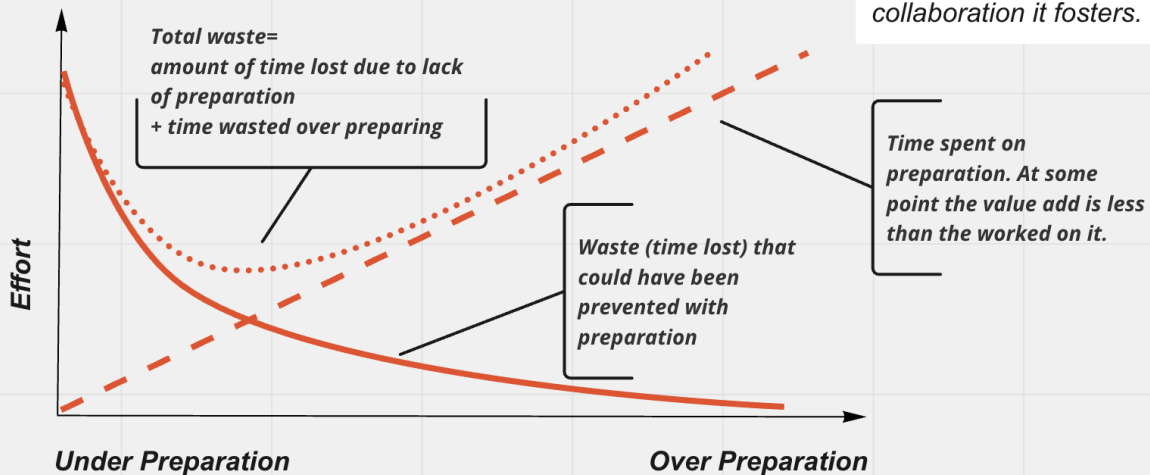 collaboration it fosters.
Total waste=
amount of time lost due to lack
of preparation
+ time wasted over preparing
Time spent on
preparation. At some
point the value add is less
than the worked on it.
Waste (time lost) that
could have been
prevented with
preparation
Effort
Under Preparation
Over Preparation